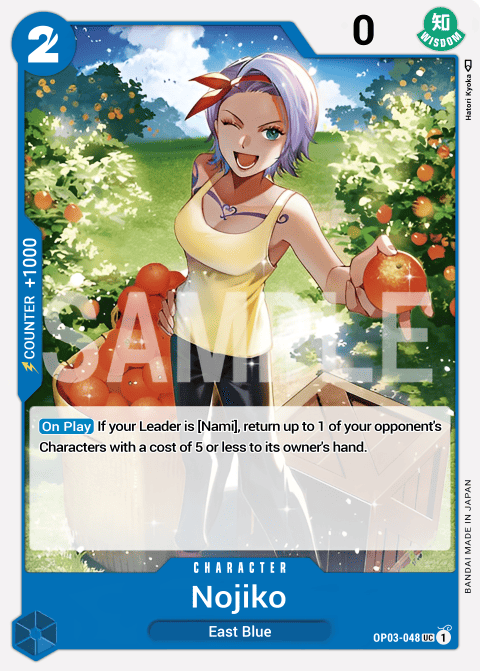 2
0
知
WISDOM
Hatori Kyoka
COUNTER +1000
SAMPLE
On Play If your Leader is [Nami], return up to 1 of your opponent's
Characters with a cost of 5 or less to its owner's hand.
BANDAI MADE IN JAPAN
CHARACTER
Nojiko
East Blue
OP03-048 UC 1